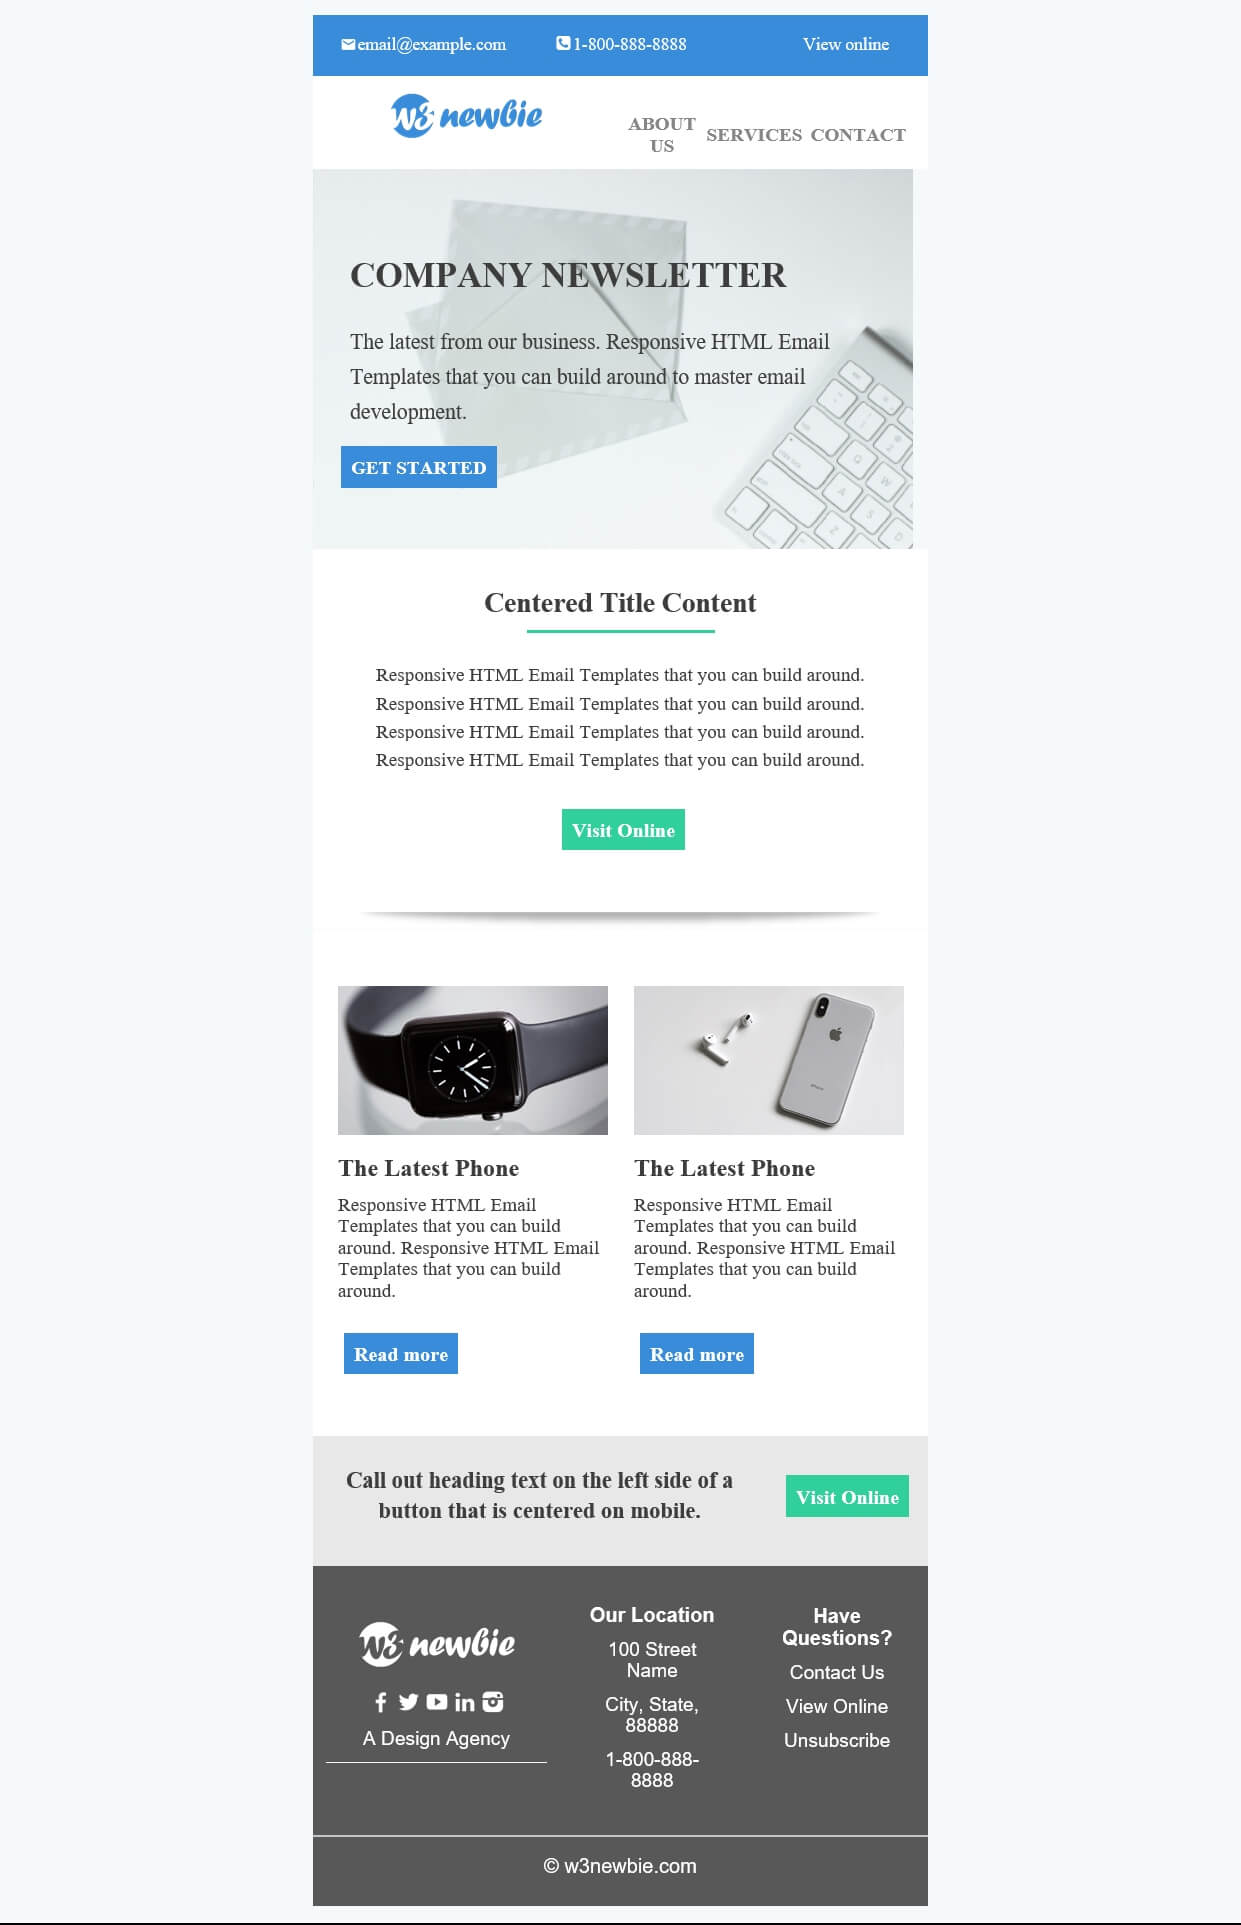 email@example.com 1-800-888-8888 View online
W3 newbie
ABOUT US SERVICES CONTACT
COMPANY NEWSLETTER
The latest from our business. Responsive HTML Email
Templates that you can build around to master email
development.
GET STARTED
Centered Title Content
Responsive HTML Email Templates that you can build around.
Responsive HTML Email Templates that you can build around.
Responsive HTML Email Templates that you can build around.
Responsive HTML Email Templates that you can build around.
Visit Online
The Latest Phone
Responsive HTML Email
Templates that you can build
around. Responsive HTML Email
Templates that you can build
around.
Read more
The Latest Phone
Responsive HTML Email
Templates that you can build
around. Responsive HTML Email
Templates that you can build
around.
Read more
Call out heading text on the left side of a
button that is centered on mobile.
Visit Online
W3 newbie
A Design Agency
Our Location
100 Street
Name
City, State,
88888
1-800-888-
8888
Have
Questions?
Contact Us
View Online
Unsubscribe
© w3newbie.com